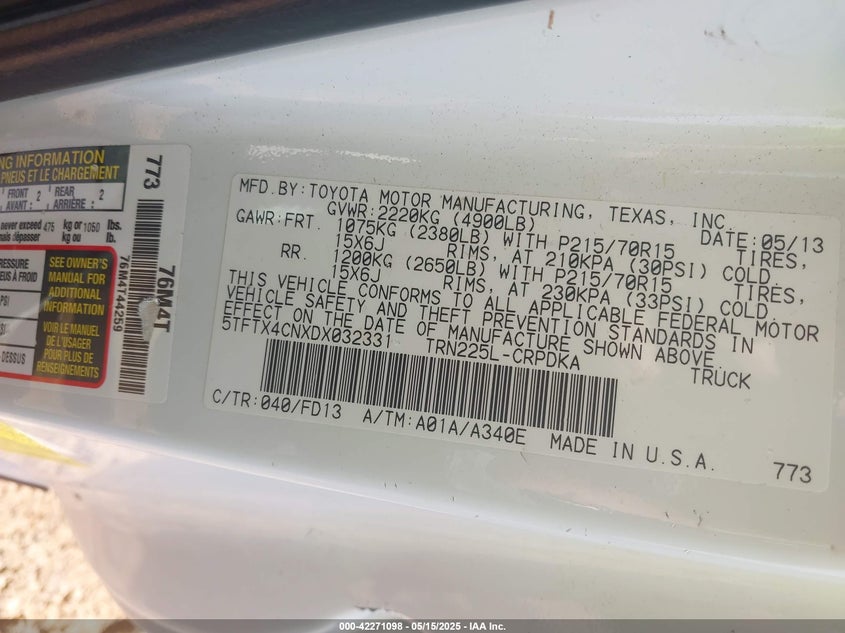 NG INFORMATION
PNEUS ET LE CHARGEMENT
FRONT AVANT : 2 REAR ARRIÈRE : 2
never exceed 475 kg or 1050 lbs.
mais dépasser kg ou lb.
PRESSURE
EUS À FROID
PSI
DESSUS
SEE OWNER'S
MANUAL FOR
ADDITIONAL
INFORMATION
VOIR LE MANUEL
DE L'USAGER
POUR PLUS DE
RENSEIGNEMENTS
773
76M4T44259
76M4T
MFD.BY:TOYOTA MOTOR MANUFACTURING, TEXAS, INC.
GVWR:2220KG (4900LB) DATE:05/13
GAWR:FRT. 1075KG (2380LB) WITH P215/70R15 TIRES,
15X6J RIMS, AT 210KPA (30PSI) COLD.
RR. 1200KG (2650LB) WITH P215/70R15 TIRES,
15X6J RIMS, AT 230KPA (33PSI) COLD.
THIS VEHICLE CONFORMS TO ALL APPLICABLE FEDERAL MOTOR
VEHICLE SAFETY AND THEFT PREVENTION STANDARDS IN
EFFECT ON THE DATE OF MANUFACTURE SHOWN ABOVE.
5TFTX4CNXDX032331 TRN225L-CRPDKA TRUCK
C/TR:040/FD13 A/TM:A01A/A340E MADE IN U.S.A. 773
000-42271098 - 05/15/2025 - IAA Inc.